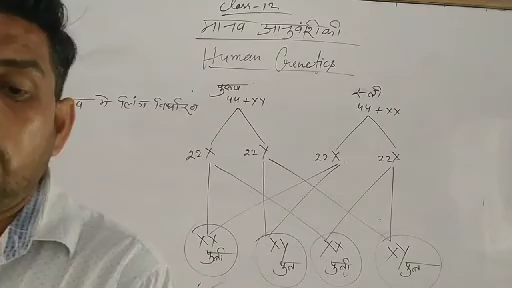 Class-12
मानव आनुवंशिकी
Human Genetics
पुरुष स्त्री
44+XY 44+XX
में लिंग निर्धारण
22X 22Y 22X 22X
XX XY XX XY
पुत्री पुत्र पुत्री पुत्र